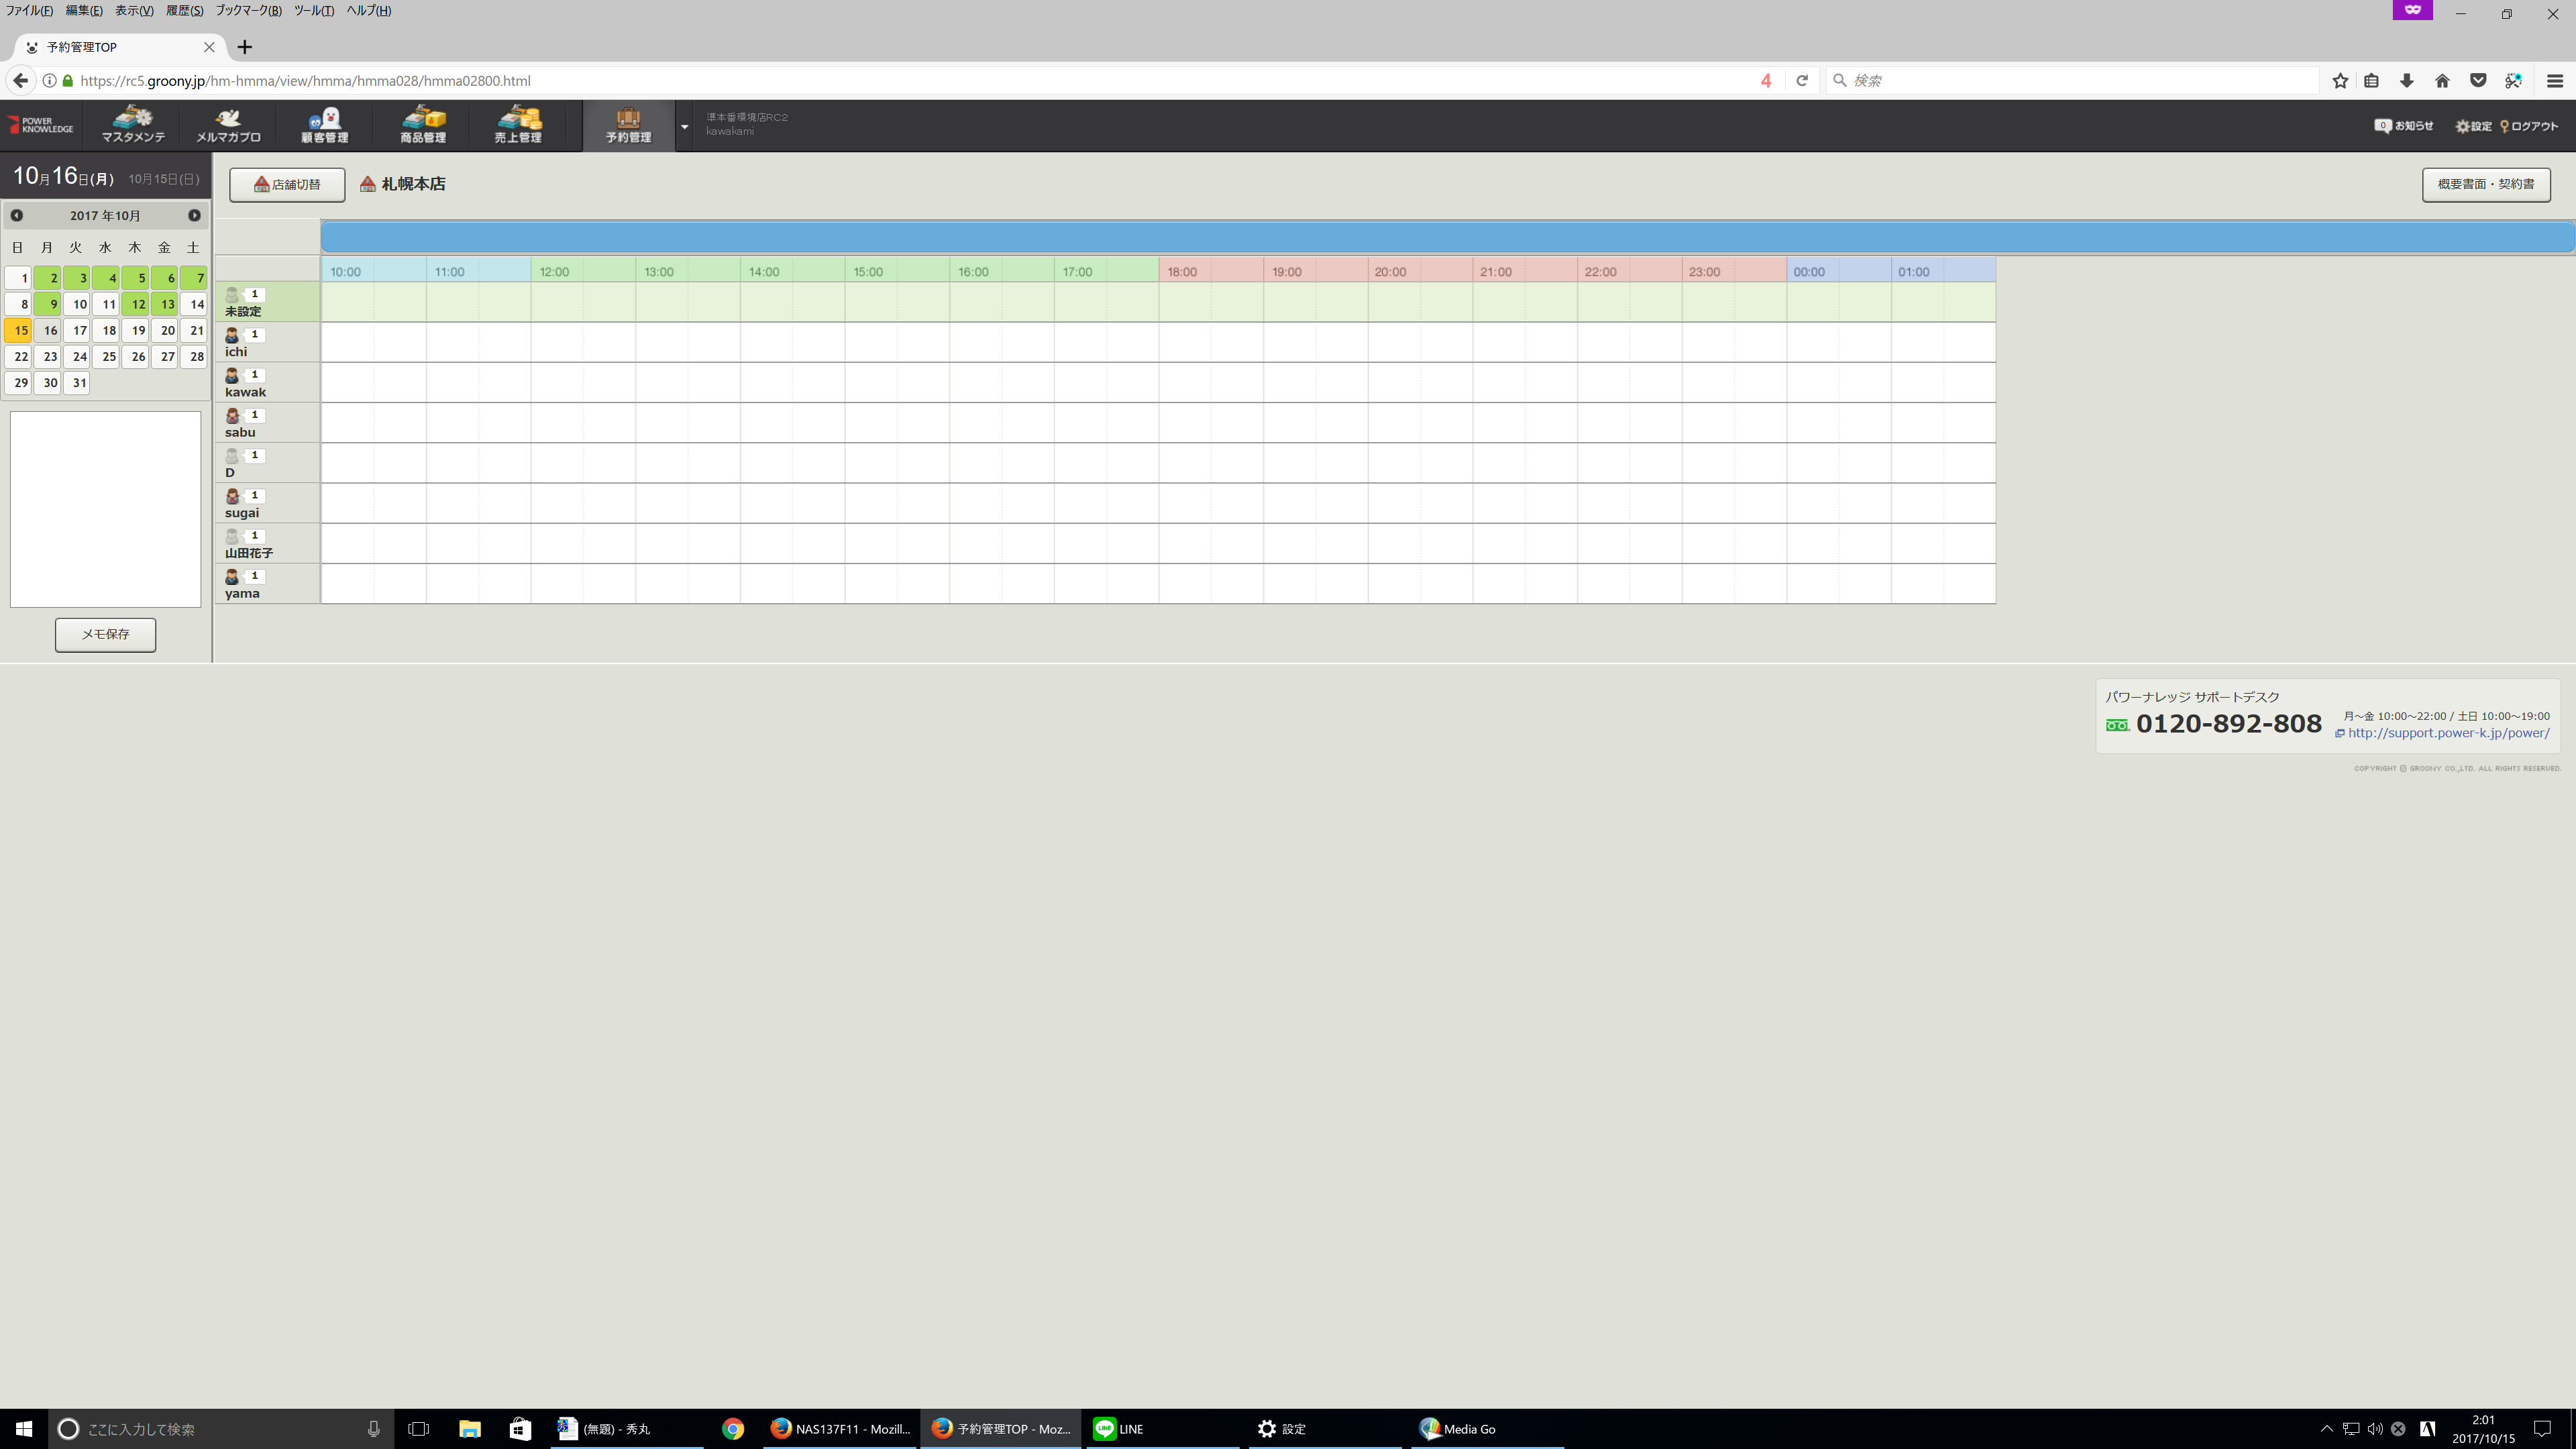 ファイル(F) 編集(E) 表示(V) 履歴(S) ブックマーク(B) ツール(T) ヘルプ(H)
予約管理TOP
https://rc5.groony.jp/hm-hmma/view/hmma/hmma028/hmma02800.html 4 検索
POWER KNOWLEDGE マスタメンテ メルマガプロ 顧客管理 商品管理 売上管理 予約管理
準本番環境店RC2
kawakami
0 お知らせ 設定 ログアウト
10月16日(月) 10月15日(日)
店舗切替 札幌本店 概要書面・契約書
2017 年10月
日 月 火 水 木 金 土
1 2 3 4 5 6 7
8 9 10 11 12 13 14
15 16 17 18 19 20 21
22 23 24 25 26 27 28
29 30 31
メモ保存
10:00 11:00 12:00 13:00 14:00 15:00 16:00 17:00 18:00 19:00 20:00 21:00 22:00 23:00 00:00 01:00
1
未設定
1
ichi
1
kawak
1
sabu
1
D
1
sugai
1
山田花子
1
yama
パワーナレッジ サポートデスク
0120-892-808
月～金 10:00～22:00 / 土日 10:00～19:00
http://support.power-k.jp/power/
COPYRIGHT © GROONY CO.,LTD. ALL RIGHTS RESERVED.
ここに入力して検索
(無題) - 秀丸
NAS137F11 - Mozill...
予約管理TOP - Moz...
LINE
設定
Media Go
A
2:01
2017/10/15